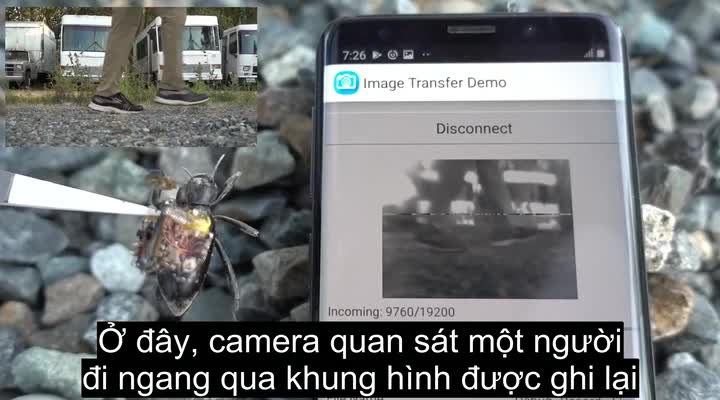 7:26
Image Transfer Demo
Disconnect
Incoming: 9760/19200
Ở đây, camera quan sát một người
đi ngang qua khung hình được ghi lại